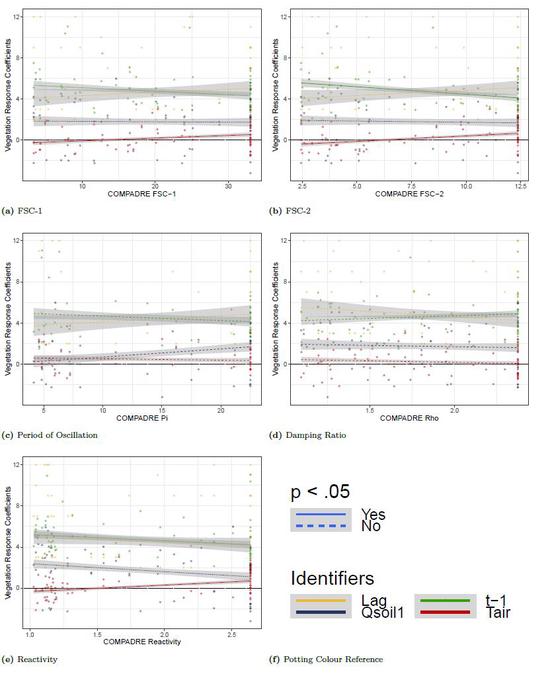 Vegetation Response Coefficients
12
8
4
0
10
20
30
COMPADRE FSC−1
(a) FSC-1
Vegetation Response Coefficients
12
8
4
0
2.5
5.0
7.5
10.0
12.5
COMPADRE FSC−2
(b) FSC-2
Vegetation Response Coefficients
12
8
4
0
5
10
15
20
COMPADRE Pi
(c) Period of Oscillation
Vegetation Response Coefficients
12
8
4
0
1.5
2.0
COMPADRE Rho
(d) Damping Ratio
Vegetation Response Coefficients
12
8
4
0
1.0
1.5
2.0
2.5
COMPADRE Reactivity
(e) Reactivity
p < .05
Yes
No
Identifiers
Lag
t−1
Qsoil1
Tair
(f) Potting Colour Reference